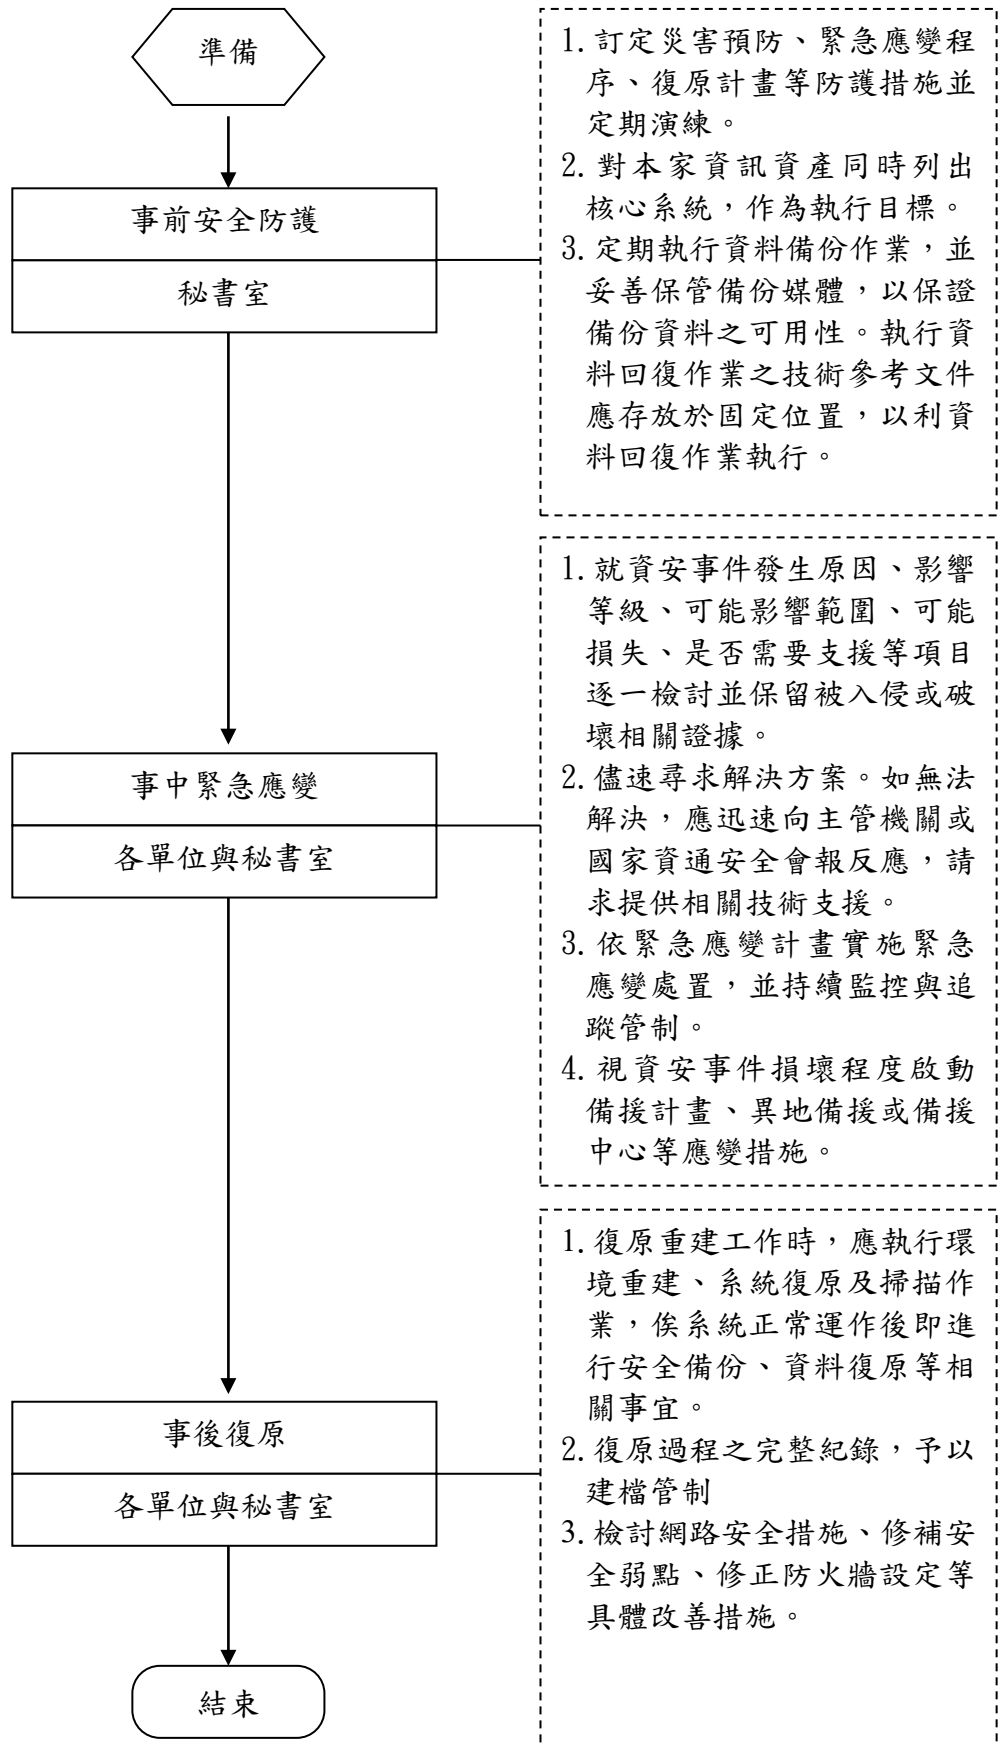 準備
1.訂定災害預防、緊急應變程
序、復原計畫等防護措施並
定期演練。
2.對本家資訊資產同時列出
核心系統，作為執行目標。
3.定期執行資料備份作業，並
妥善保管備份媒體，以保證
備份資料之可用性。執行資
料回復作業之技術參考文件
應存放於固定位置，以利資
料回復作業執行。
事前安全防護
秘書室
1.就資安事件發生原因、影響
等級、可能影響範圍、可能
損失、是否需要支援等項目
逐一檢討並保留被入侵或破
壞相關證據。
2.儘速尋求解決方案。如無法
解決，應迅速向主管機關或
國家資通安全會報反應，請
求提供相關技術支援。
3.依緊急應變計畫實施緊急
應變處置，並持續監控與追
蹤管制。
4.視資安事件損壞程度啟動
備援計畫、異地備援或備援
中心等應變措施。
事中緊急應變
各單位與秘書室
1.復原重建工作時，應執行環
境重建、系統復原及掃描作
業，俟系統正常運作後即進
行安全備份、資料復原等相
關事宜。
2.復原過程之完整紀錄，予以
建檔管制
3.檢討網路安全措施、修補安
全弱點、修正防火牆設定等
具體改善措施。
事後復原
各單位與秘書室
結束